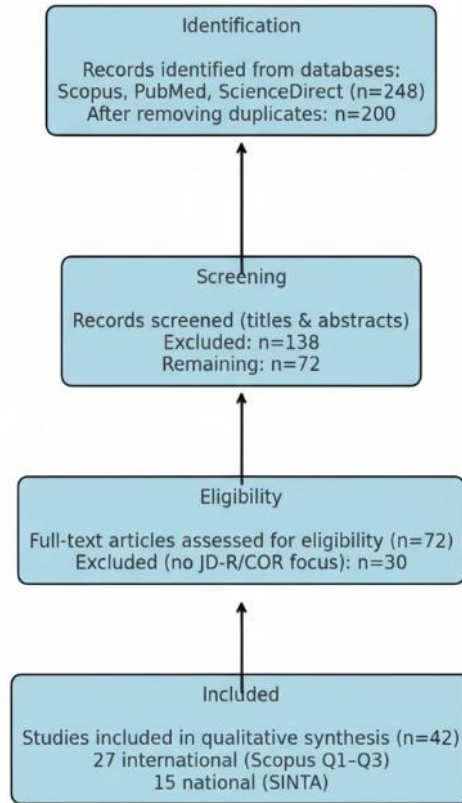 Identification
Records identified from databases:
Scopus, PubMed, ScienceDirect (n=248)
After removing duplicates: n=200
Screening
Records screened (titles & abstracts)
Excluded: n=138
Remaining: n=72
Eligibility
Full-text articles assessed for eligibility (n=72)
Excluded (no JD-R/COR focus): n=30
Included
Studies included in qualitative synthesis (n=42)
27 international (Scopus Q1–Q3)
15 national (SINTA)